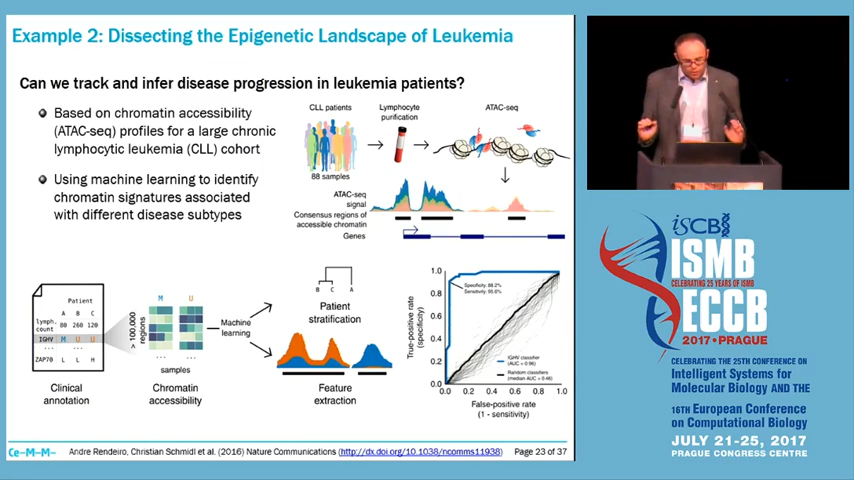 Example 2: Dissecting the Epigenetic Landscape of Leukemia
Can we track and infer disease progression in leukemia patients?
Based on chromatin accessibility
(ATAC-seq) profiles for a large chronic
lymphocytic leukemia (CLL) cohort
Using machine learning to identify
chromatin signatures associated
with different disease subtypes
CLL patients
88 samples
Lymphocyte
purification
ATAC-seq
ATAC-seq
signal
Consensus regions of
accessible chromatin
Genes
Patient
A B C
lymph.
count 80 260 120
IGHV M U U
... ...
ZAP70 L L H
Clinical
annotation
> 100,000
regions
M U
... ...
samples
Chromatin
accessibility
Machine
learning
B C A
Patient
stratification
Feature
extraction
True-positive rate
(specificity)
1.0
0.8
0.6
0.4
0.2
0.0
Specificity: 88.2%
IGHV classifier
(AUC = 0.96)
Random classifiers
(median AUC = 0.46)
0.0 0.2 0.4 0.6 0.8 1.0
False-positive rate
(1 - sensitivity)
Ce-M-M-
Andre Rendeiro, Christian Schmidl et al. (2016) Nature Communications (http://dx.doi.org/10.1038/ncomms11938)
Page 23 of 37
iSCB
ISMB
CELEBRATING 25 YEARS OF ISMB
ECCB
2017 • PRAGUE
CELEBRATING THE 25TH CONFERENCE ON
Intelligent Systems for
Molecular Biology AND THE
16TH European Conference
on Computational Biology
JULY 21-25, 2017
PRAGUE CONGRESS CENTRE